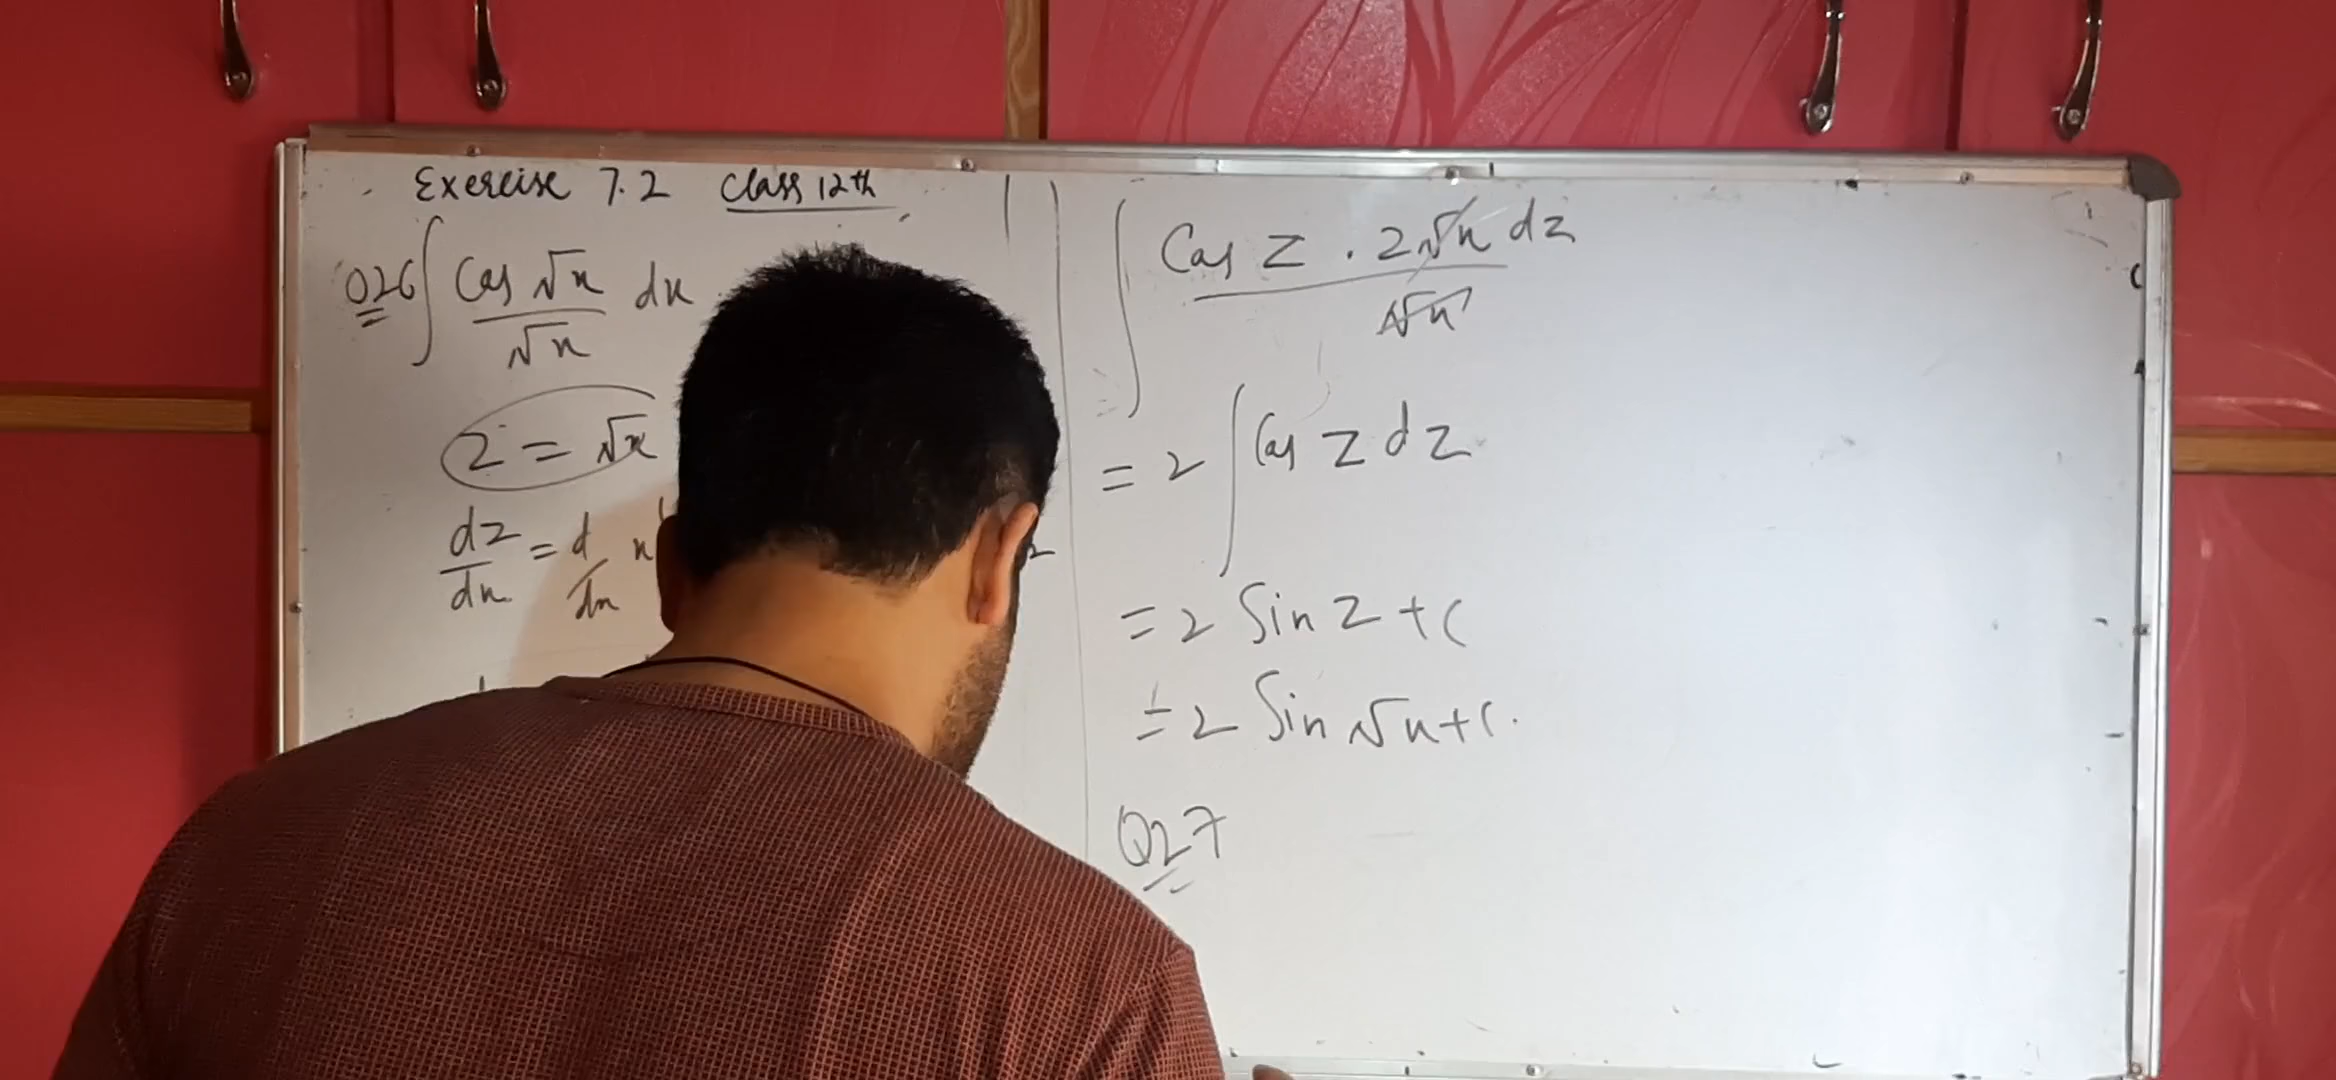 Exercise 7.2 Class 12th
Q26 ∫ Cos √x / √x dx
z = √x
dz/dx = d/dx x
∫ Cos z . 2√x dz / √x
= 2 ∫ Cos z dz
= 2 Sin z + C
= 2 Sin √x + C.
Q27